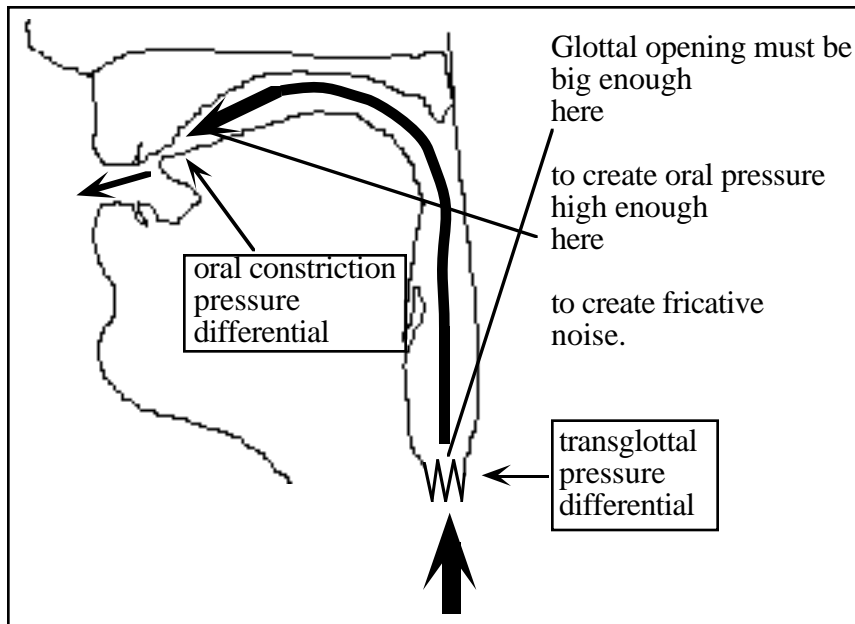 Glottal opening must be
big enough
here
to create oral pressure
high enough
here
to create fricative
noise.
oral constriction
pressure
differential
transglottal
pressure
differential